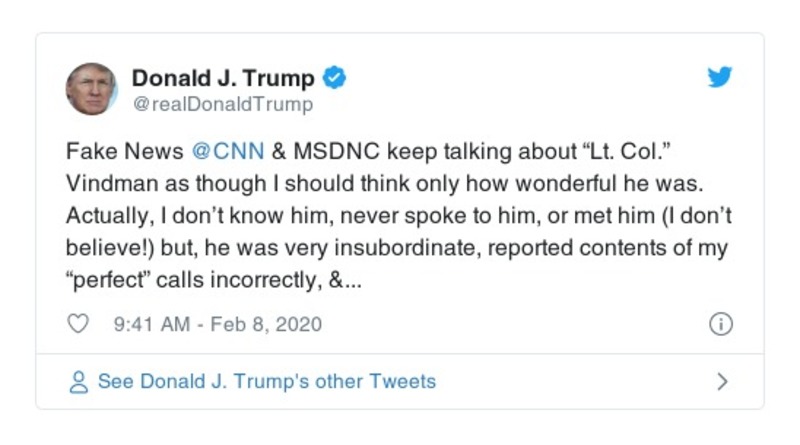 Donald J. Trump
@realDonaldTrump
Fake News @CNN & MSDNC keep talking about “Lt. Col.”
Vindman as though I should think only how wonderful he was.
Actually, I don’t know him, never spoke to him, or met him (I don’t
believe!) but, he was very insubordinate, reported contents of my
“perfect” calls incorrectly, &...
9:41 AM - Feb 8, 2020
See Donald J. Trump's other Tweets